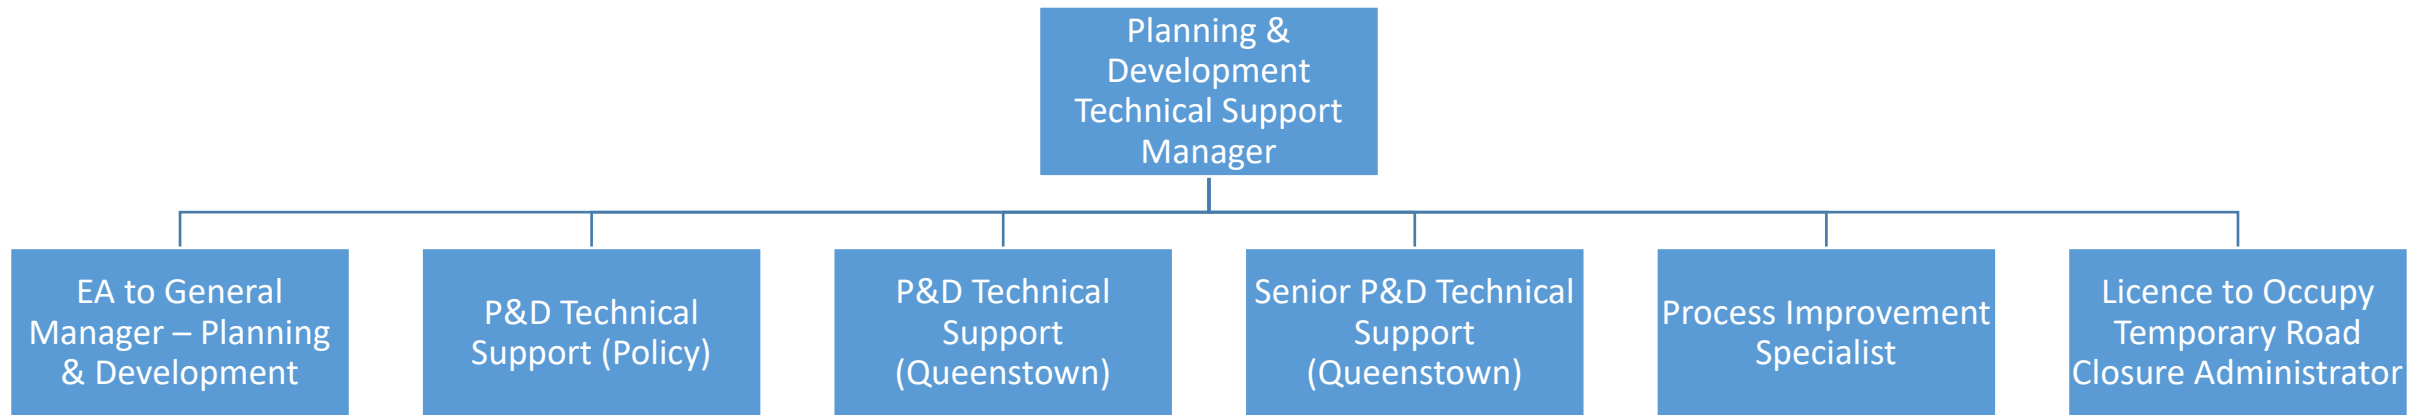 Planning &
Development
Technical Support
Manager
EA to General
Manager – Planning
& Development
P&D Technical
Support (Policy)
P&D Technical
Support
(Queenstown)
Senior P&D Technical
Support
(Queenstown)
Process Improvement
Specialist
Licence to Occupy
Temporary Road
Closure Administrator